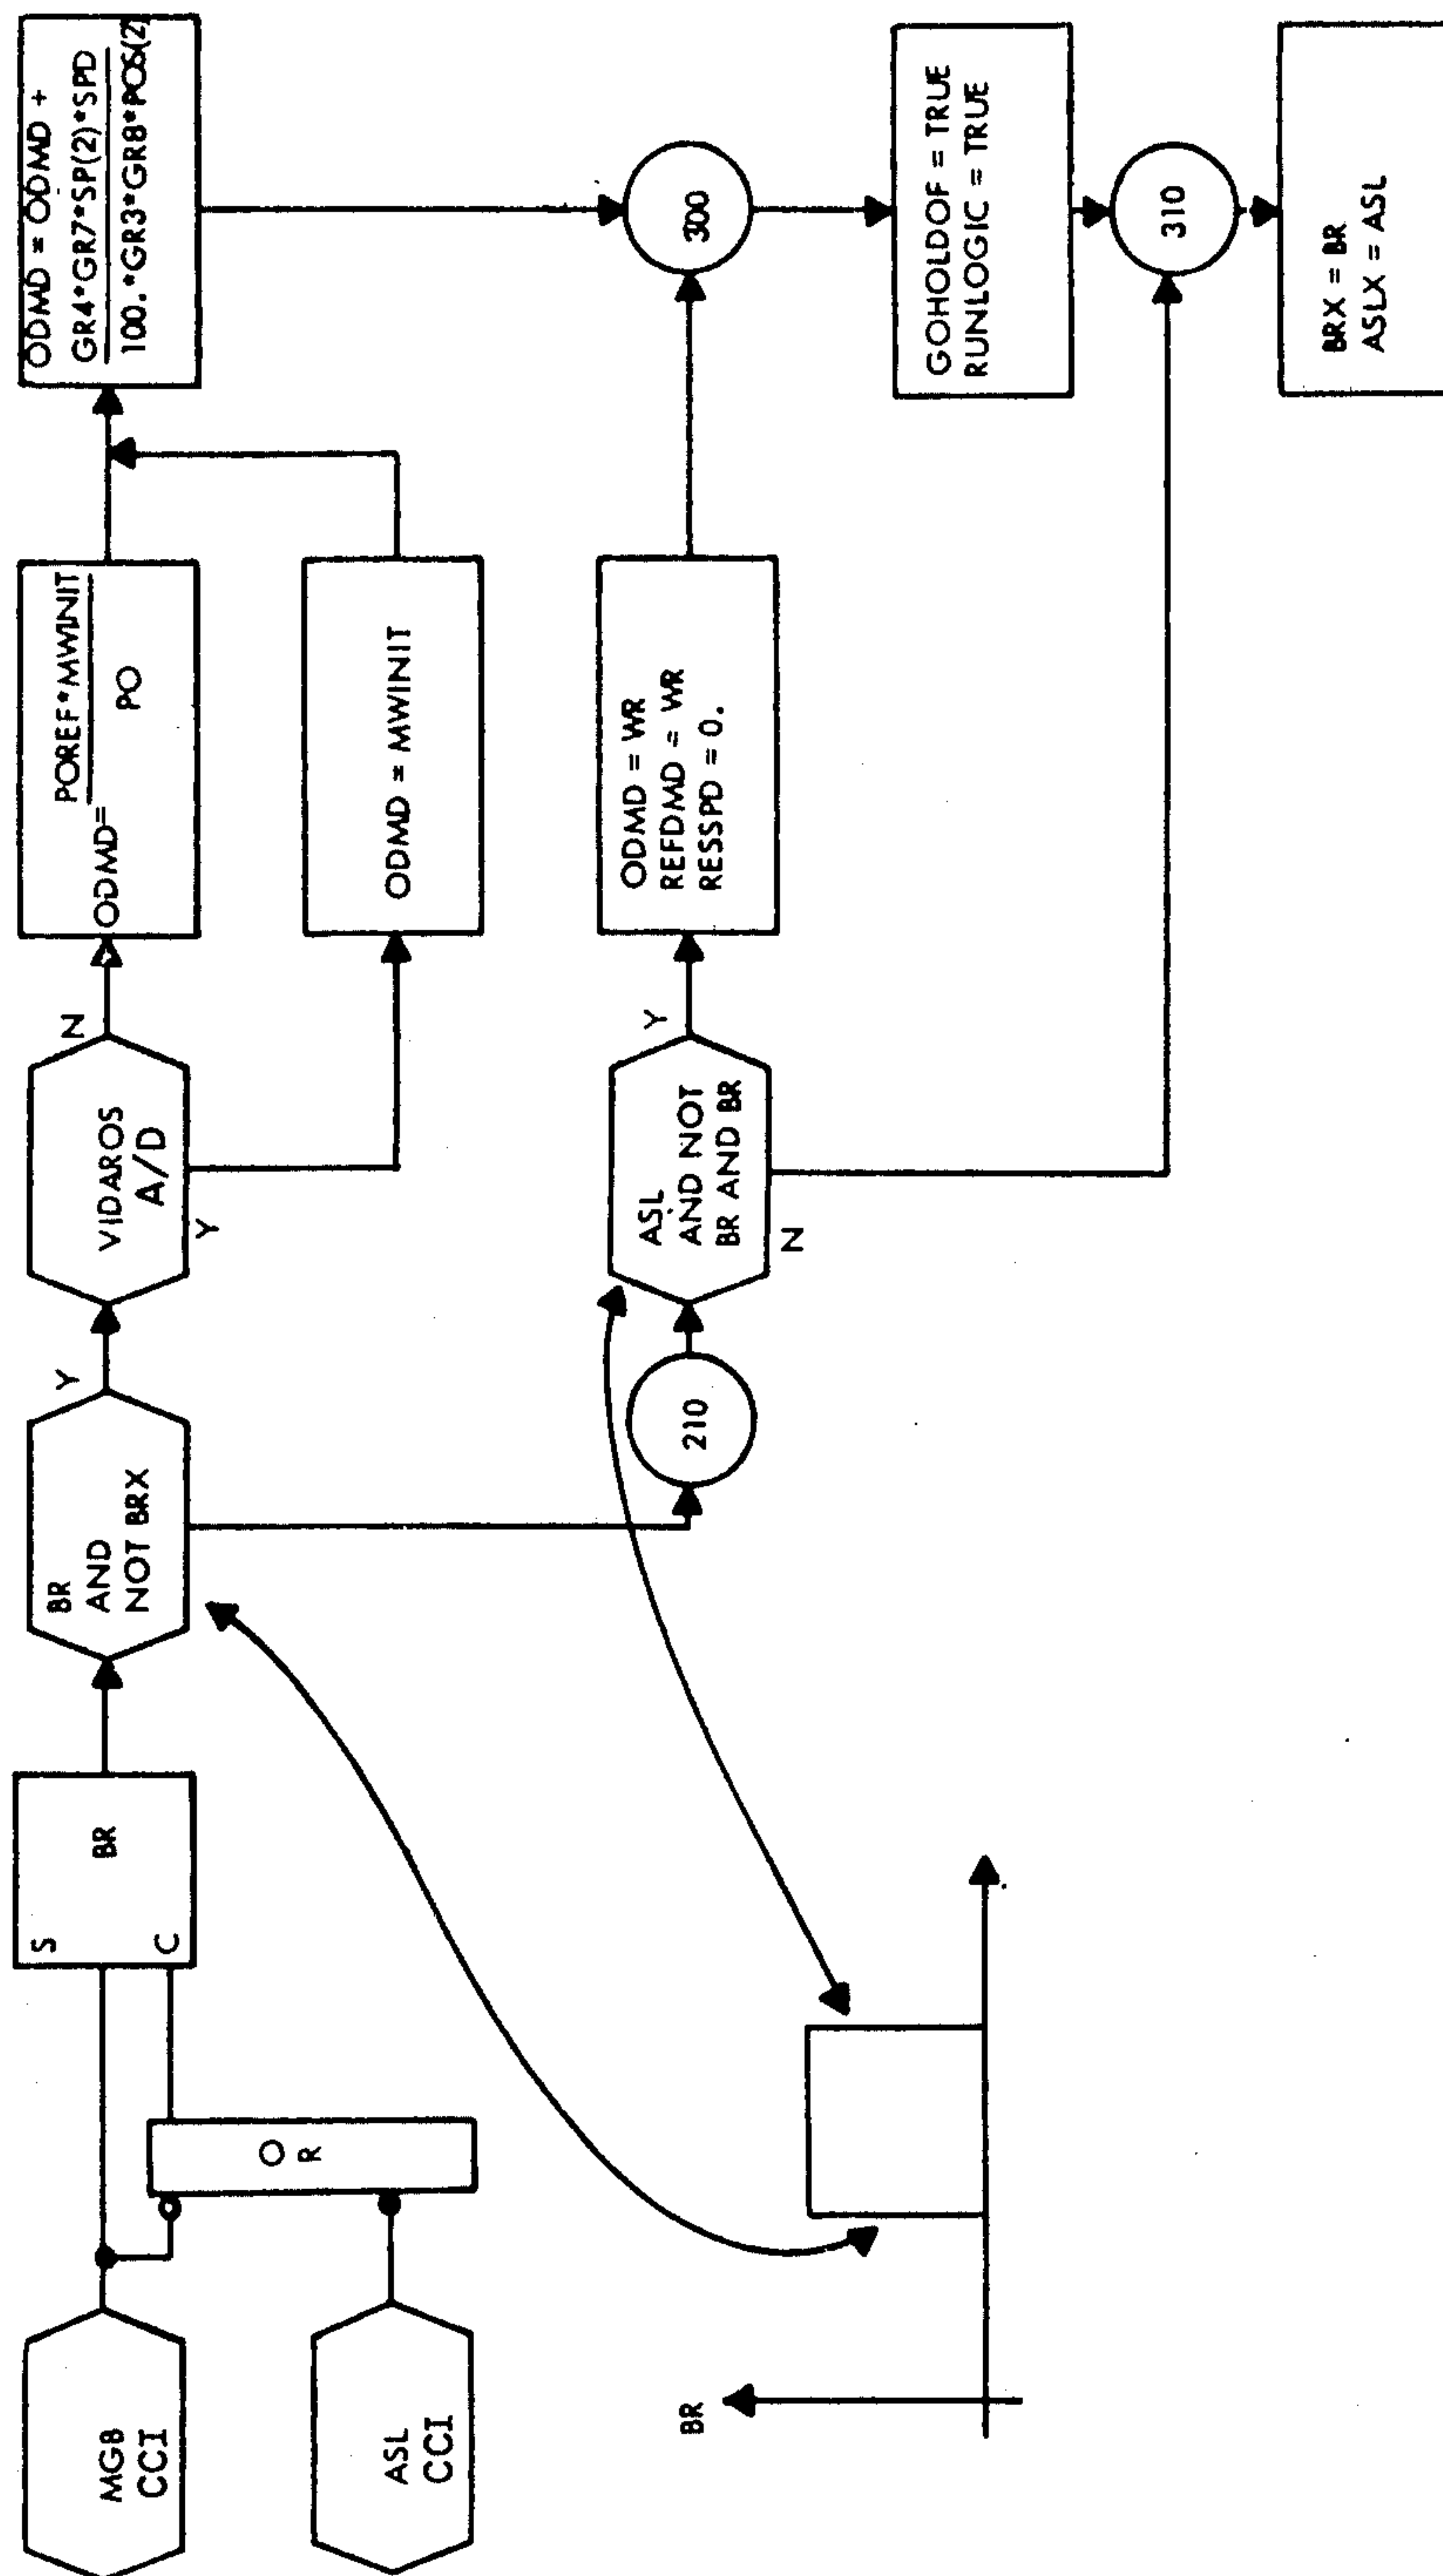 MGB
CCI
ASL
CCI
O
R
S
C
BR
BR
AND
NOT BRX
Y
VIDAROS
A/D
N
Y
POREF*MWINIT
ODMD=
PO
ODMD = MWINIT
ODMD = ODMD +
GR4*GR7*SP(2)*SPD
100.*GR3*GR8*POS(2)
210
ASL
AND NOT
BR AND BR
Y
N
ODMD = WR
REFDMD = WR
RESSPD = 0.
300
GOHOLDOF = TRUE
RUNLOGIC = TRUE
310
BRX = BR
ASLX = ASL
BR